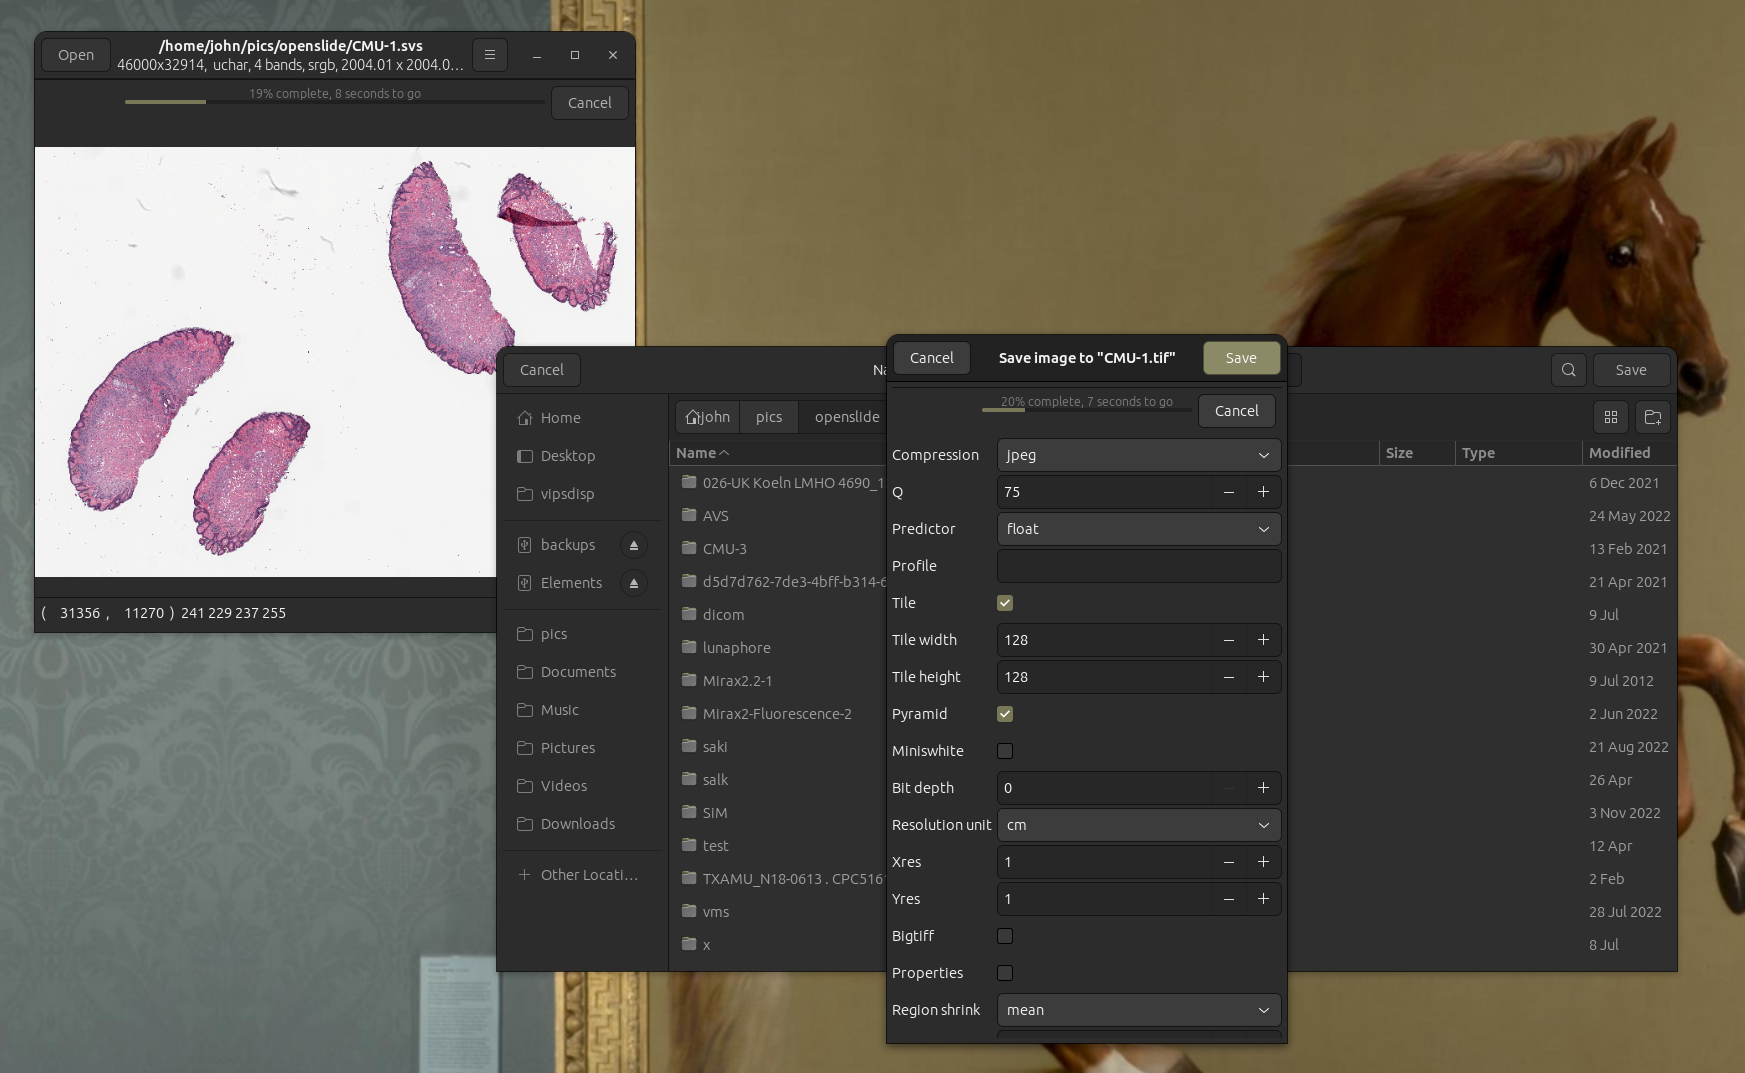 Open
/home/john/pics/openslide/CMU-1.svs
46000x32914, uchar, 4 bands, srgb, 2004.01 x 2004.0…
19% complete, 8 seconds to go
Cancel
( 31356 , 11270 ) 241 229 237 255
Cancel
Na
Save
Home
Desktop
vipsdisp
backups
Elements
pics
Documents
Music
Pictures
Videos
Downloads
Other Locati…
john
pics
openslide
Name
Size
Type
Modified
026-UK Koeln LMHO 4690_1
6 Dec 2021
AVS
24 May 2022
CMU-3
13 Feb 2021
d5d7d762-7de3-4bff-b314-6
21 Apr 2021
dicom
9 Jul
lunaphore
30 Apr 2021
Mirax2.2-1
9 Jul 2012
Mirax2-Fluorescence-2
2 Jun 2022
saki
21 Aug 2022
salk
26 Apr
SIM
3 Nov 2022
test
12 Apr
TXAMU_N18-0613 . CPC5161
2 Feb
vms
28 Jul 2022
x
8 Jul
Cancel
Save image to "CMU-1.tif"
Save
20% complete, 7 seconds to go
Cancel
Compression
jpeg
Q
75
Predictor
float
Profile
Tile
Tile width
128
Tile height
128
Pyramid
Miniswhite
Bit depth
0
Resolution unit
cm
Xres
1
Yres
1
Bigtiff
Properties
Region shrink
mean